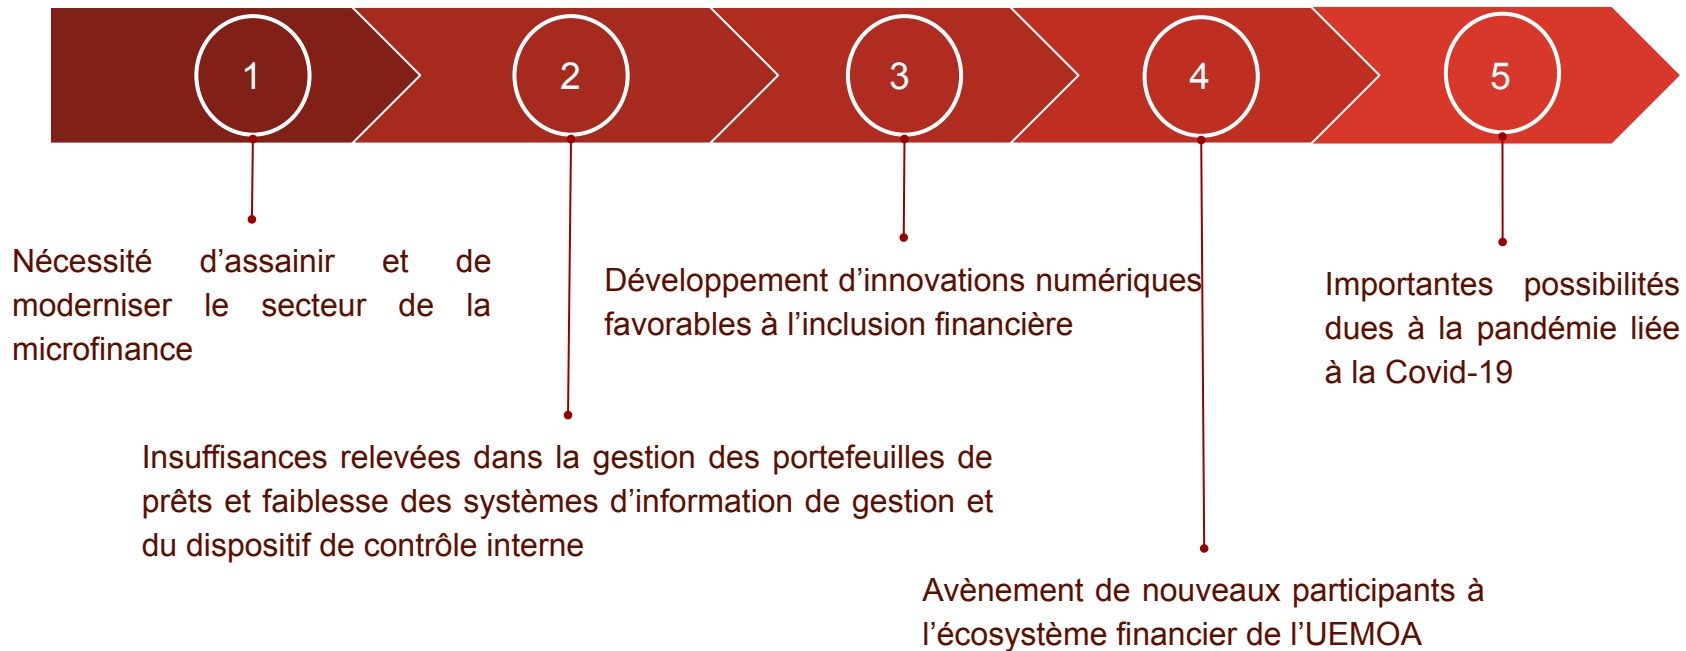 1
2
3
4
5
Nécessité d’assainir et de
moderniser le secteur de la
microfinance
Insuffisances relevées dans la gestion des portefeuilles de
prêts et faiblesse des systèmes d’information de gestion et
du dispositif de contrôle interne
Développement d’innovations numériques
favorables à l’inclusion financière
Avènement de nouveaux participants à
l’écosystème financier de l’UEMOA
Importantes possibilités
dues à la pandémie liée
à la Covid-19